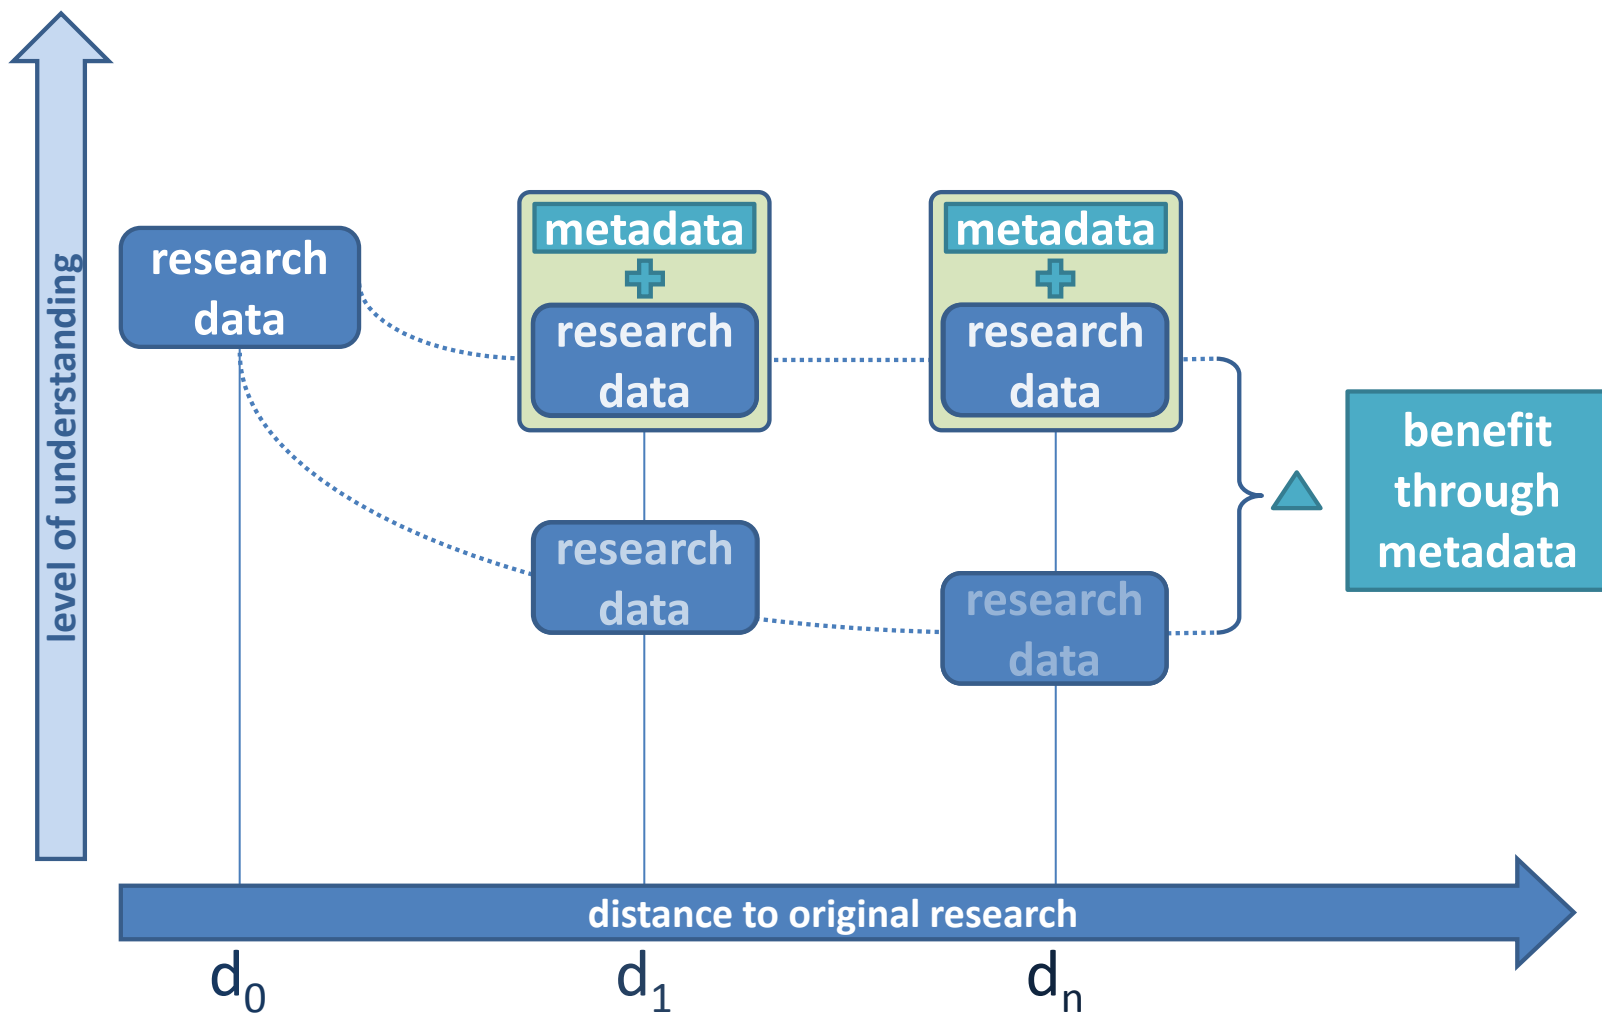 level of understanding
research
data
metadata
research
data
metadata
research
data
research
data
research
data
benefit
through
metadata
distance to original research
d₀
d₁
dₙ